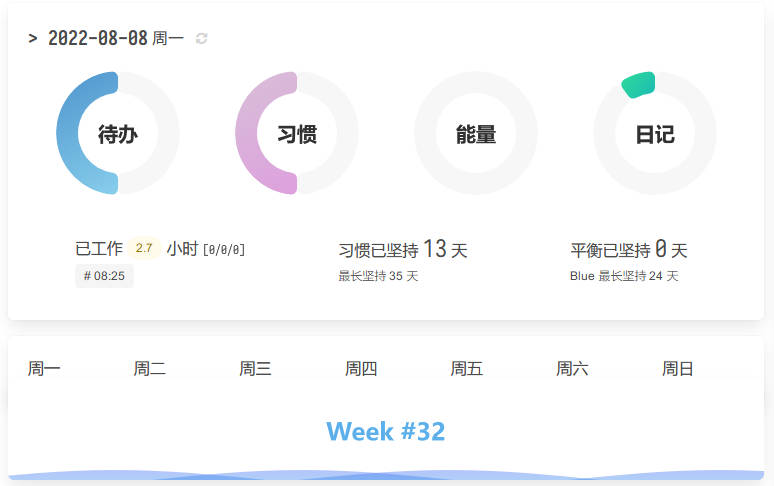 > 2022-08-08 周一
待办 习惯 能量 日记
已工作 2.7 小时 [0/0/0] 习惯已坚持 13 天 平衡已坚持 0 天
# 08:25 最长坚持 35 天 Blue 最长坚持 24 天
周一 周二 周三 周四 周五 周六 周日
Week #32